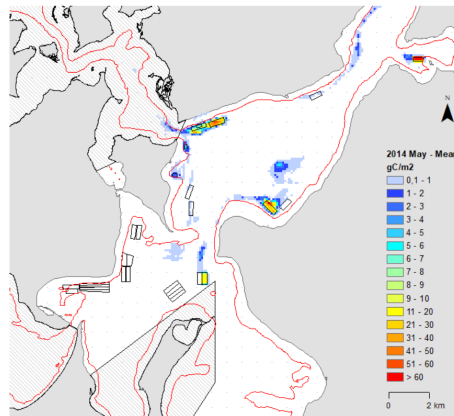 N
2014 May - Mear
gC/m2
0,1 - 1
1 - 2
2 - 3
3 - 4
4 - 5
5 - 6
6 - 7
7 - 8
8 - 9
9 - 10
11 - 20
21 - 30
31 - 40
41 - 50
51 - 60
> 60
0 2 km